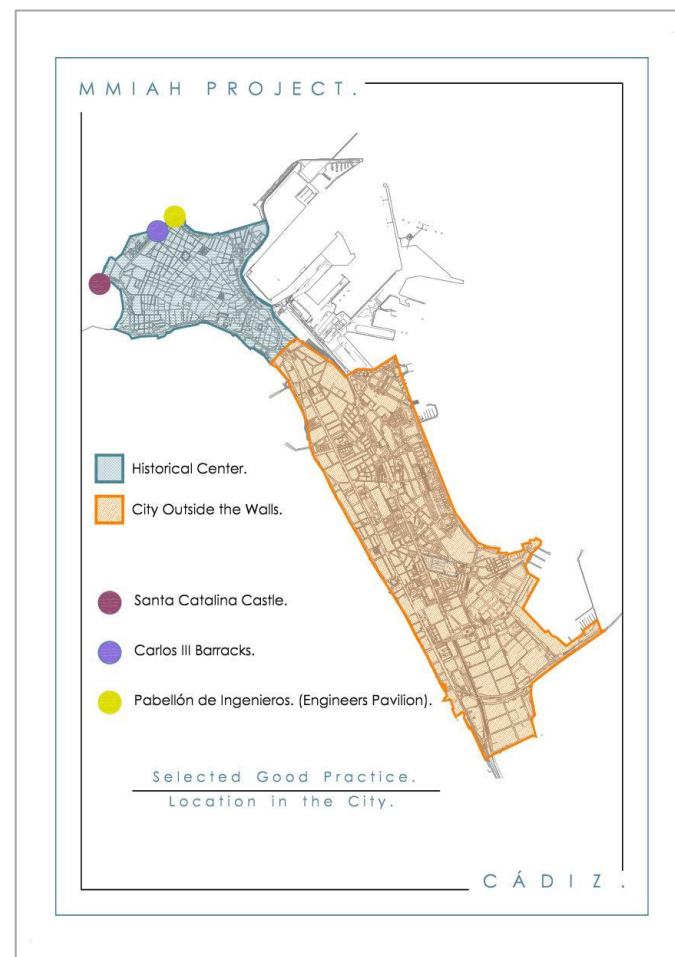 MMIAH PROJECT.
Historical Center.
City Outside the Walls.
Santa Catalina Castle.
Carlos III Barracks.
Pabellón de Ingenieros. (Engineers Pavilion).
Selected Good Practice.
Location in the City.
CÁDIZ.